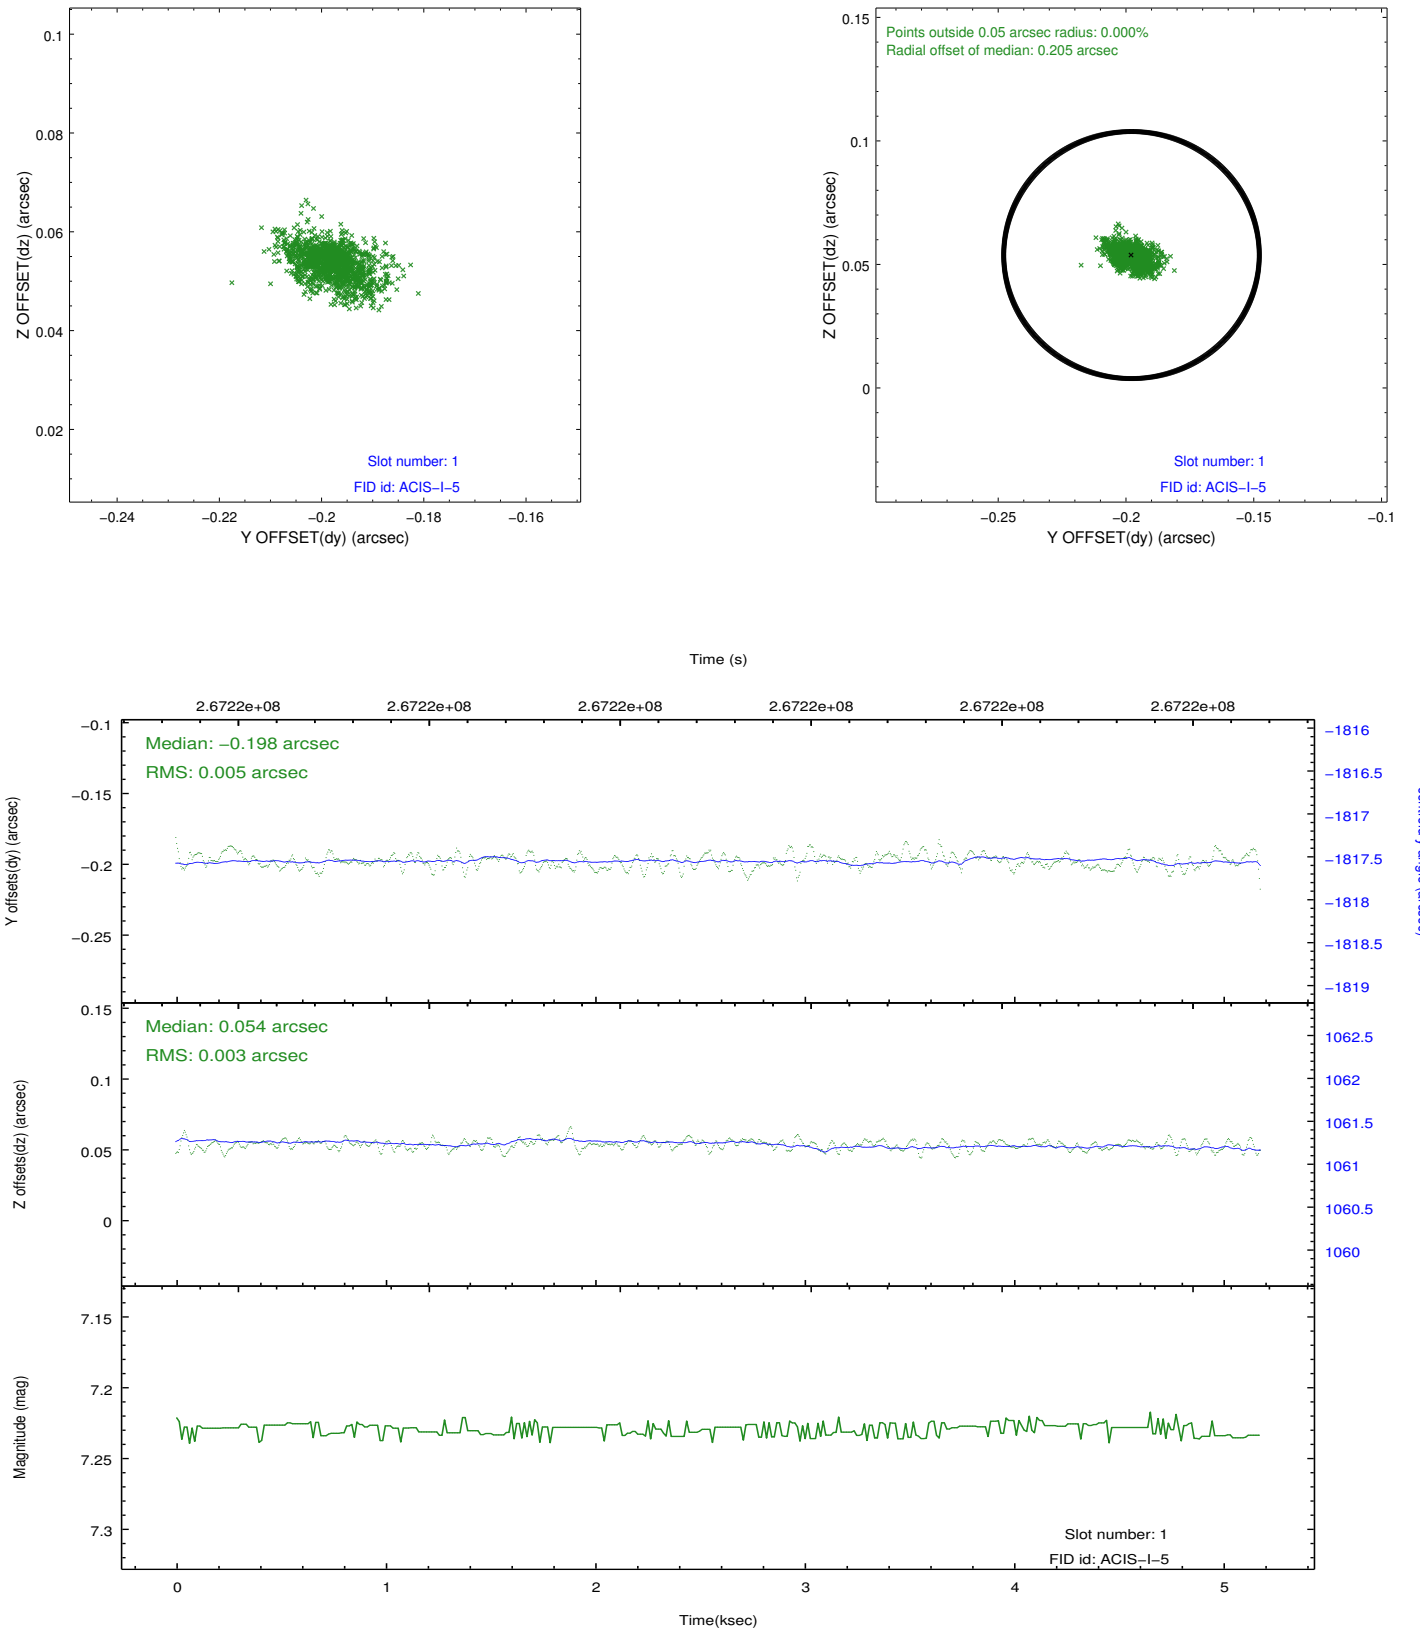 0.1
0.08
0.06
0.04
0.02
Z OFFSET(dz) (arcsec)
Slot number: 1
FID id: ACIS−I−5
−0.24 −0.22 −0.2 −0.18 −0.16
Y OFFSET(dy) (arcsec)
Points outside 0.05 arcsec radius: 0.000%
Radial offset of median: 0.205 arcsec
0.15
0.1
0.05
0
Z OFFSET(dz) (arcsec)
Slot number: 1
FID id: ACIS−I−5
−0.25 −0.2 −0.15 −0.1
Y OFFSET(dy) (arcsec)
Time (s)
2.6722e+08 2.6722e+08 2.6722e+08 2.6722e+08 2.6722e+08 2.6722e+08
Median: −0.198 arcsec
RMS: 0.005 arcsec
−0.1
−0.15
−0.2
−0.25
Y offsets(dy) (arcsec)
−1816
−1816.5
−1817
−1817.5
−1818
−1818.5
−1819
Median: 0.054 arcsec
RMS: 0.003 arcsec
0.15
0.1
0.05
0
Z offsets(dz) (arcsec)
1062.5
1062
1061.5
1061
1060.5
1060
7.15
7.2
7.25
7.3
Magnitude (mag)
Slot number: 1
FID id: ACIS−I−5
0 1 2 3 4 5
Time(ksec)